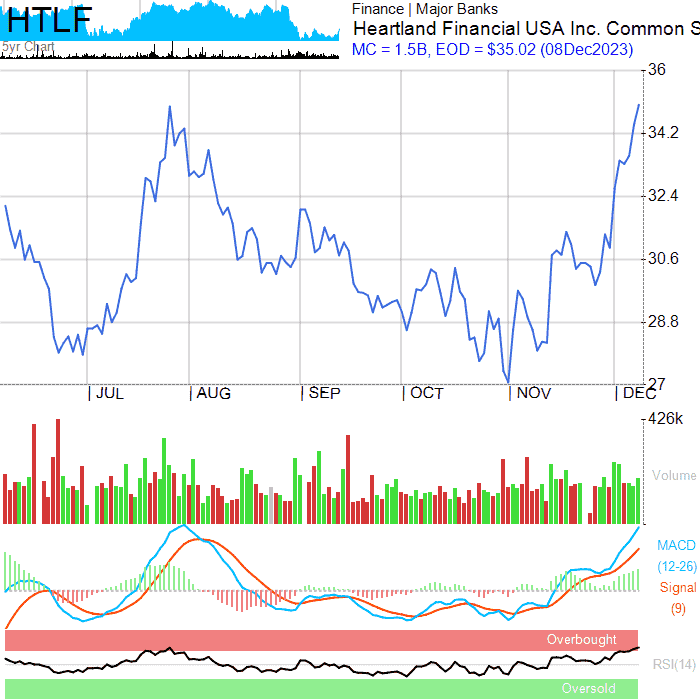 HTLF
5yr Chart
Finance | Major Banks
Heartland Financial USA Inc. Common S
MC = 1.5B, EOD = $35.02 (08Dec2023)
36
34.2
32.4
30.6
28.8
27
JUL AUG SEP OCT NOV DEC
426k
Volume
MACD
(12-26)
Signal
(9)
Overbought
RSI(14)
Oversold